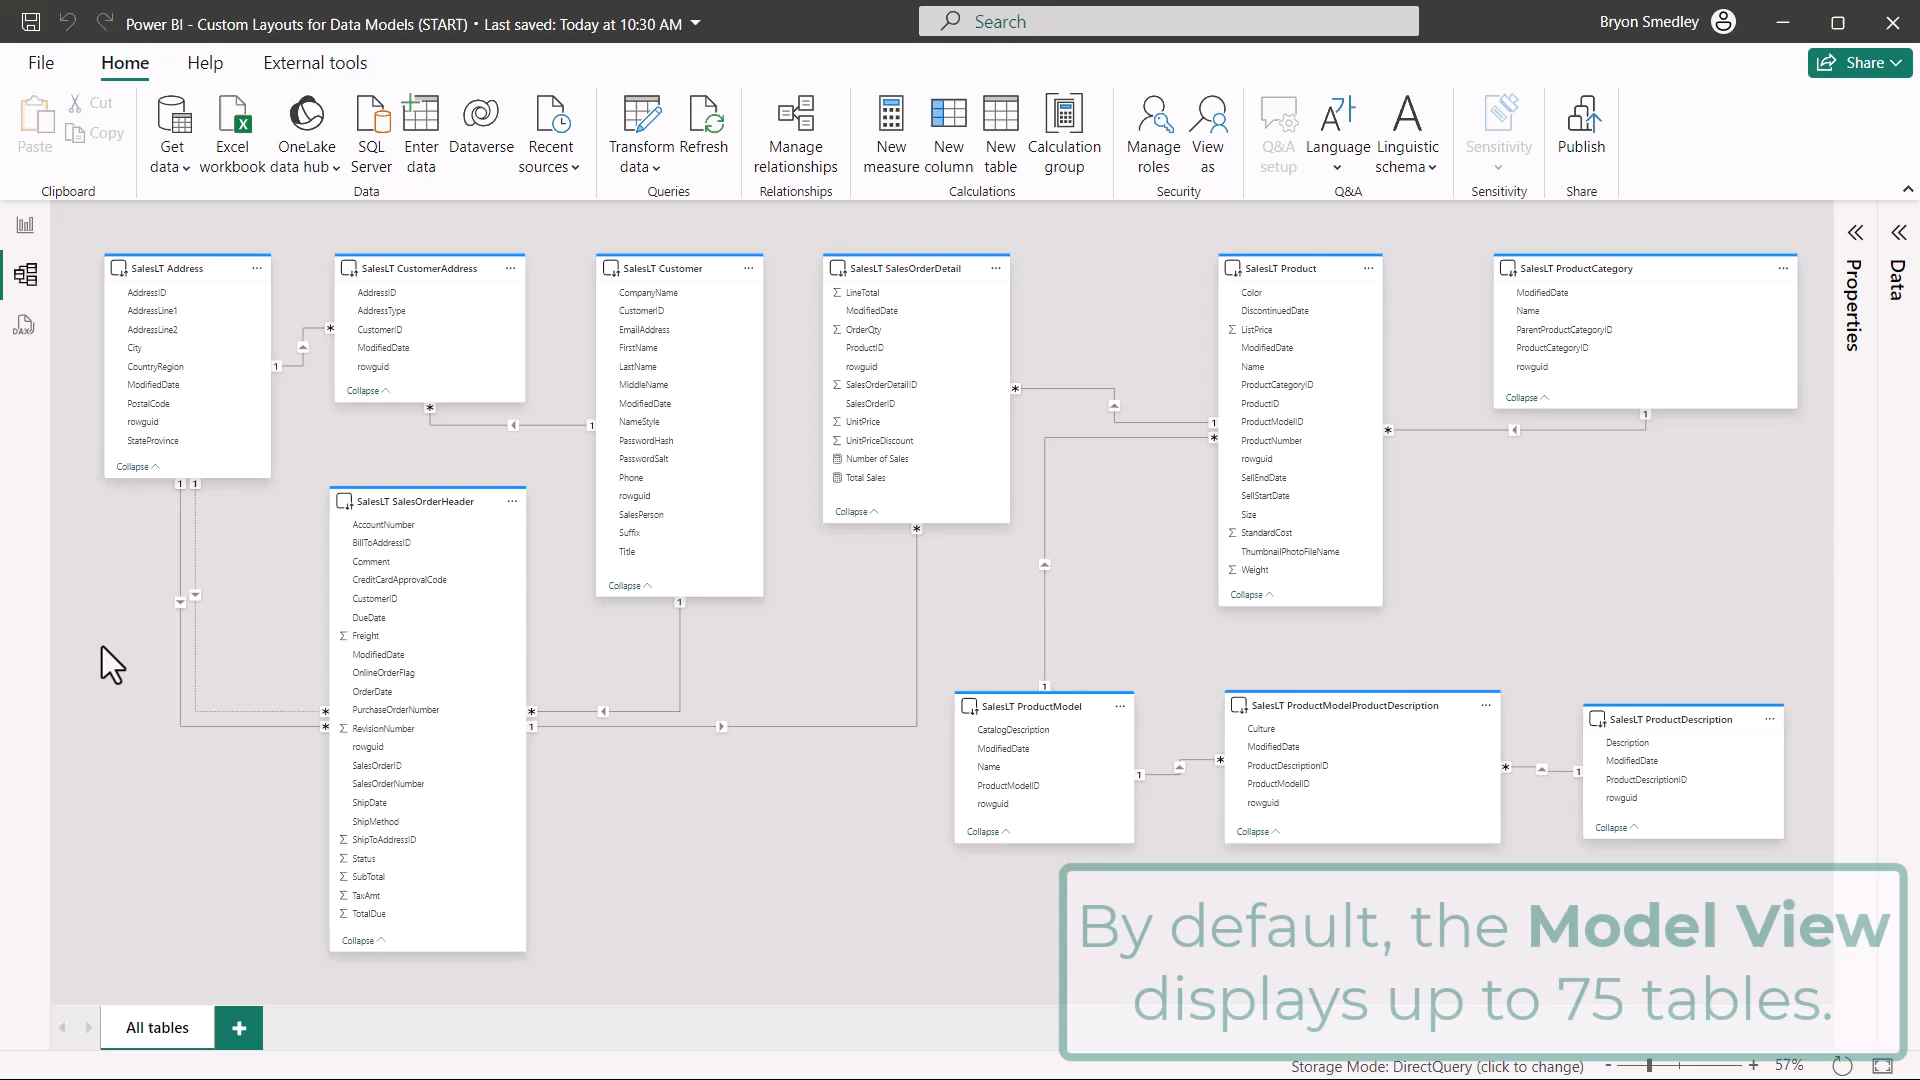 Power BI - Custom Layouts for Data Models (START) • Last saved: Today at 10:30 AM
Search
Bryon Smedley
File
Home
Help
External tools
Share
Paste
Cut
Copy
Clipboard
Get data
Excel workbook
OneLake data hub
SQL Server
Enter data
Dataverse
Recent sources
Data
Transform data
Refresh
Queries
Manage relationships
Relationships
New measure
New column
New table
Calculation group
Calculations
Manage roles
View as
Security
Q&A setup
Language
Linguistic schema
Q&A
Sensitivity
Sensitivity
Publish
Share
SalesLT Address
AddressID
AddressLine1
AddressLine2
City
CountryRegion
ModifiedDate
PostalCode
rowguid
StateProvince
Collapse
SalesLT CustomerAddress
AddressID
AddressType
CustomerID
ModifiedDate
rowguid
Collapse
SalesLT Customer
CompanyName
CustomerID
EmailAddress
FirstName
LastName
MiddleName
ModifiedDate
NameStyle
PasswordHash
PasswordSalt
Phone
rowguid
SalesPerson
Suffix
Title
Collapse
SalesLT SalesOrderDetail
LineTotal
ModifiedDate
OrderQty
ProductID
rowguid
SalesOrderDetailID
SalesOrderID
UnitPrice
UnitPriceDiscount
Number of Sales
Total Sales
Collapse
SalesLT Product
Color
DiscontinuedDate
ListPrice
ModifiedDate
Name
ProductCategoryID
ProductID
ProductModelID
ProductNumber
rowguid
SellEndDate
SellStartDate
Size
StandardCost
ThumbnailPhotoFileName
Weight
Collapse
SalesLT ProductCategory
ModifiedDate
Name
ParentProductCategoryID
ProductCategoryID
rowguid
Collapse
Properties
Data
SalesLT SalesOrderHeader
AccountNumber
BillToAddressID
Comment
CreditCardApprovalCode
CustomerID
DueDate
Freight
ModifiedDate
OnlineOrderFlag
OrderDate
PurchaseOrderNumber
RevisionNumber
rowguid
SalesOrderID
SalesOrderNumber
ShipDate
ShipMethod
ShipToAddressID
Status
SubTotal
TaxAmt
TotalDue
Collapse
SalesLT ProductModel
CatalogDescription
ModifiedDate
Name
ProductModelID
rowguid
Collapse
SalesLT ProductModelProductDescription
Culture
ModifiedDate
ProductDescriptionID
ProductModelID
rowguid
Collapse
SalesLT ProductDescription
Description
ModifiedDate
ProductDescriptionID
rowguid
Collapse
By default, the Model View
displays up to 75 tables.
All tables
Storage Mode: DirectQuery (click to change)
57%